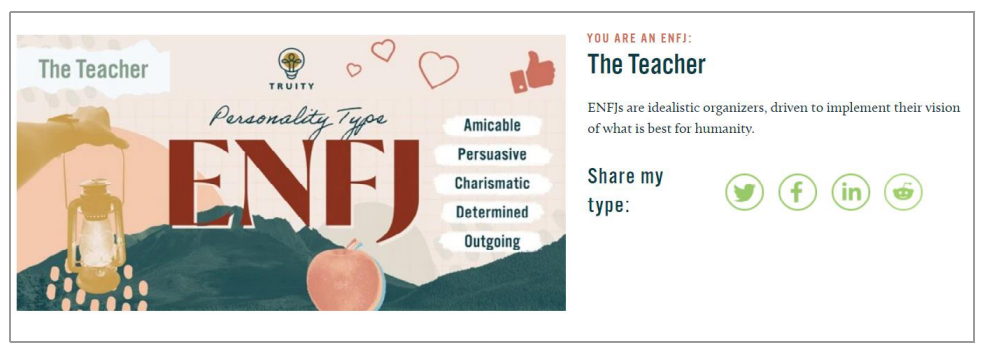 The Teacher
TRUITY
Personality Type
ENFJ
Amicable
Persuasive
Charismatic
Determined
Outgoing
YOU ARE AN ENFJ:
The Teacher
ENFJs are idealistic organizers, driven to implement their vision
of what is best for humanity.
Share my
type:
in